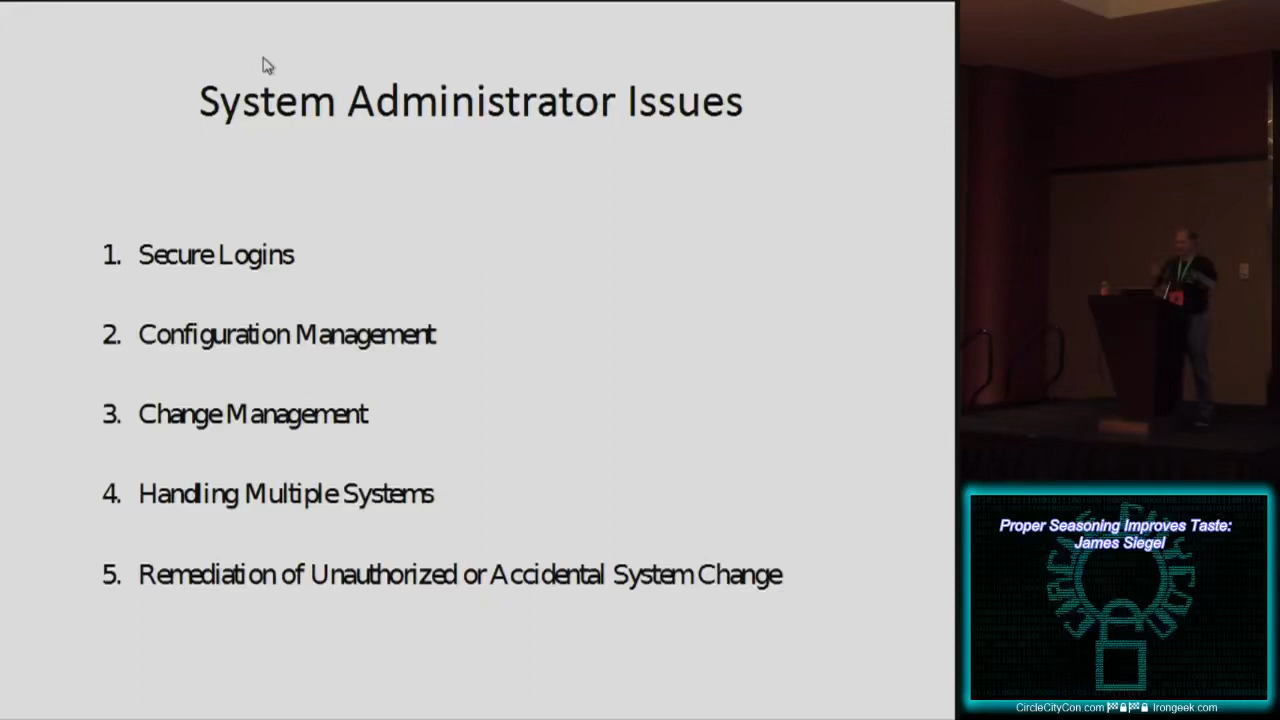 System Administrator Issues
1. Secure Logins
2. Configuration Management
3. Change Management
4. Handling Multiple Systems
5. Remediation of Unauthorized or Accidental System Change
Proper Seasoning Improves Taste:
James Siegel
CircleCityCon.com Irongeek.com